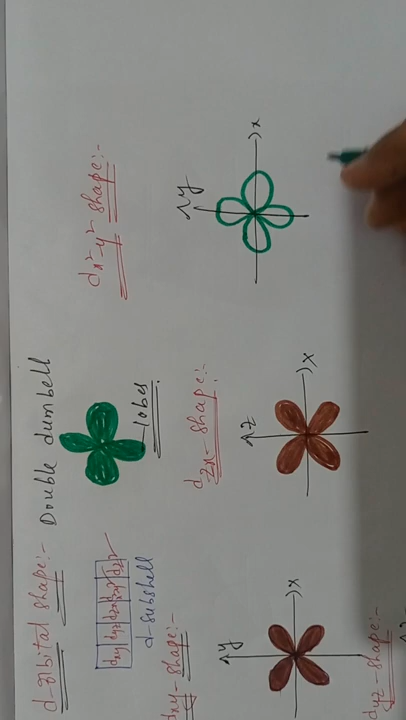 d-orbital shape:- Double dumbell
dxy dyz dzx dx²-y² dz²
d-subshell
lobes
dx²-y² shape:-
y
x
dxy-shape:-
y
x
dzx-shape:-
z
x
dyz-shape:-